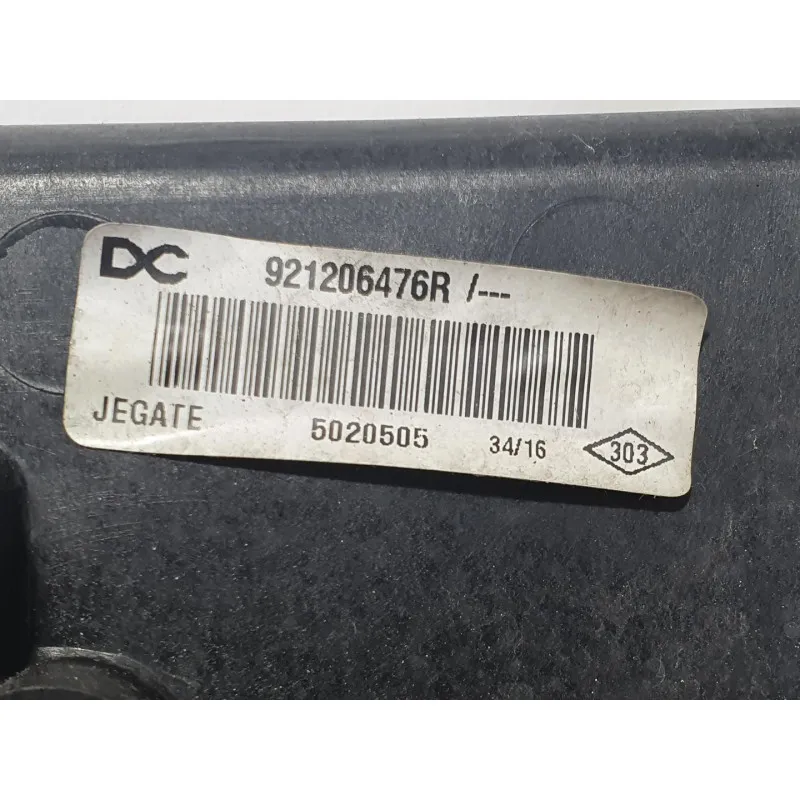 DC 921206476R /---
JEGATE 5020505 34/16 303